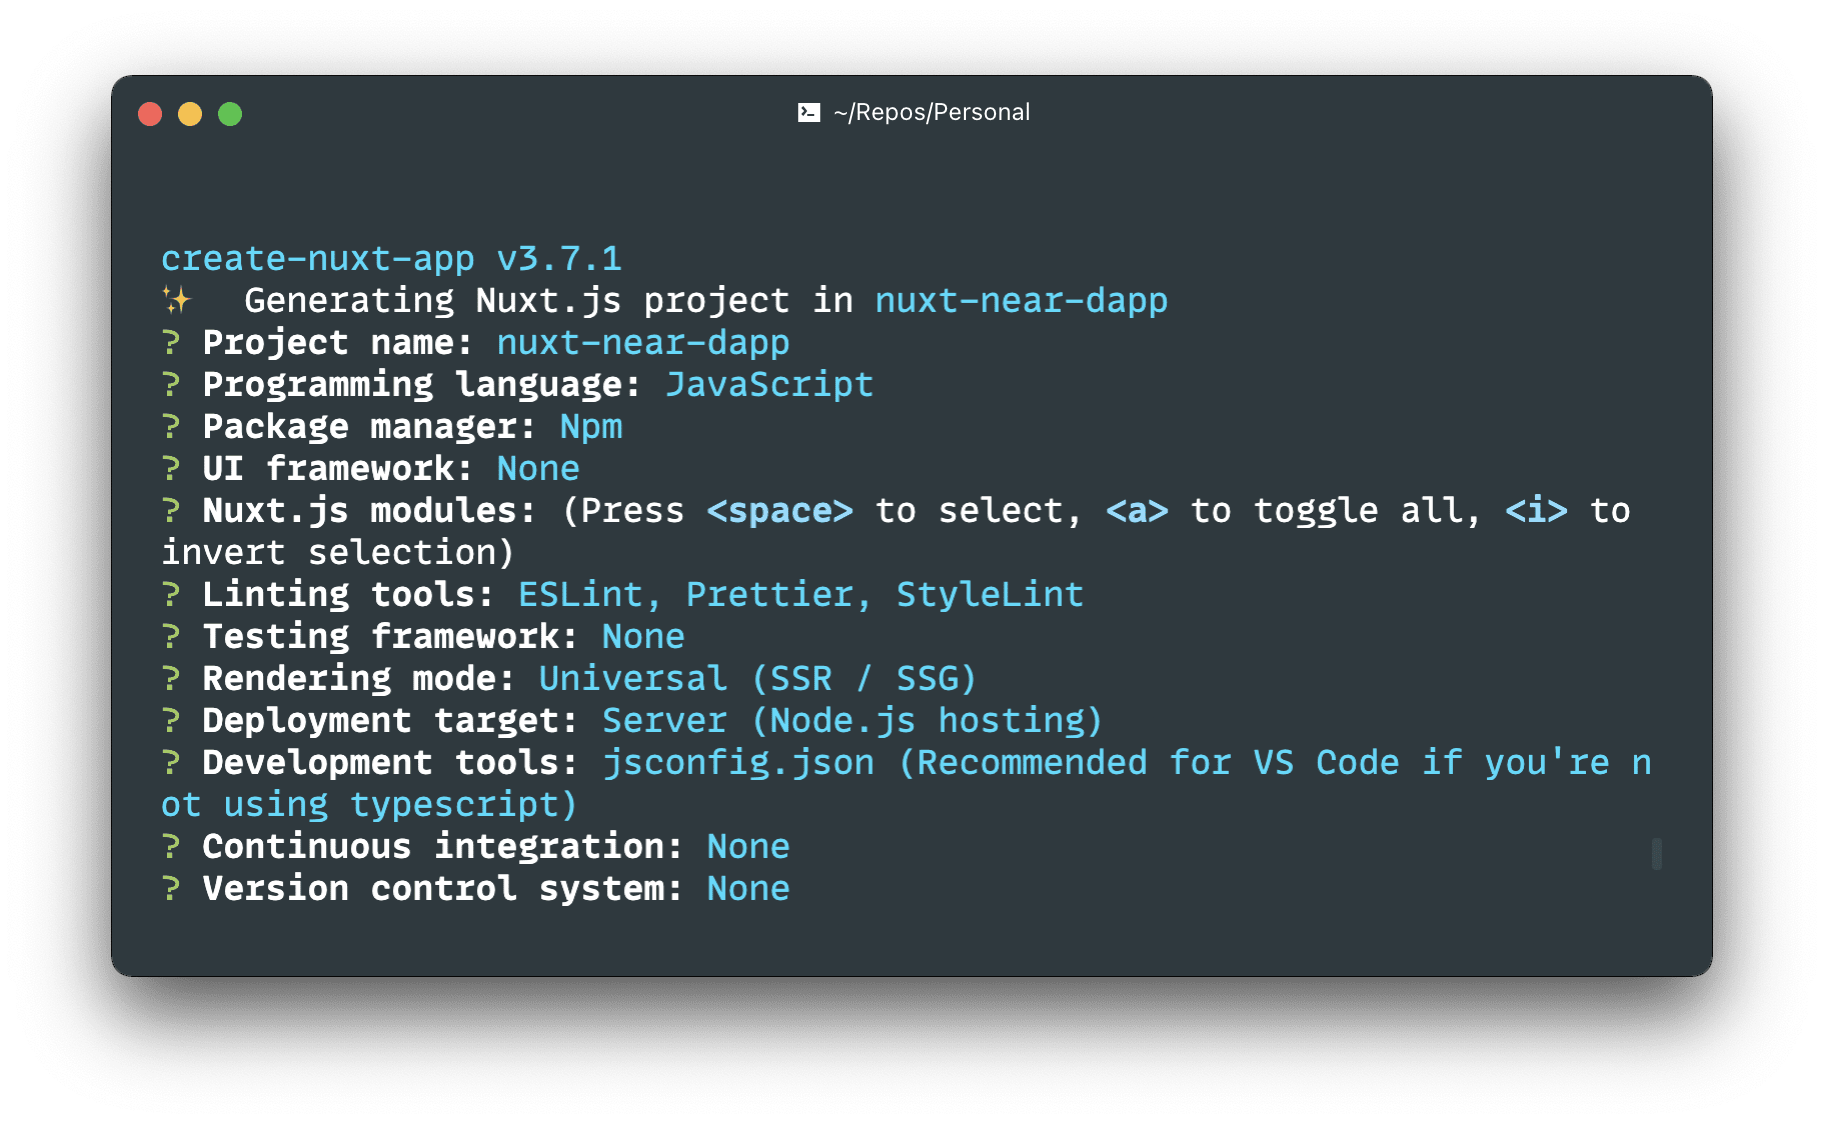 ~/Repos/Personal
create-nuxt-app v3.7.1
✨  Generating Nuxt.js project in nuxt-near-dapp
? Project name: nuxt-near-dapp
? Programming language: JavaScript
? Package manager: Npm
? UI framework: None
? Nuxt.js modules: (Press <space> to select, <a> to toggle all, <i> to
invert selection)
? Linting tools: ESLint, Prettier, StyleLint
? Testing framework: None
? Rendering mode: Universal (SSR / SSG)
? Deployment target: Server (Node.js hosting)
? Development tools: jsconfig.json (Recommended for VS Code if you're n
ot using typescript)
? Continuous integration: None
? Version control system: None